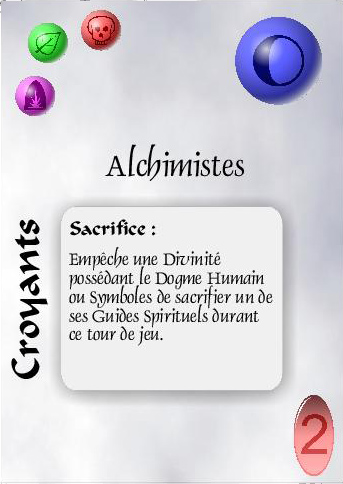 Alchimistes
Croyants
Sacrifice :
Empêche une Divinité
possédant le Dogme Humain
ou Symboles de sacrifier un de
ses Guides Spirituels durant
ce tour de jeu.
2